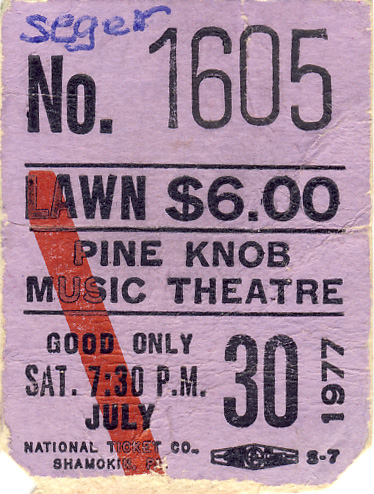 seger
No. 1605
LAWN $6.00
PINE KNOB
MUSIC THEATRE
GOOD ONLY
SAT. 7:30 P.M.
JULY
30
1977
NATIONAL TICKET CO.,
SHAMOKIN, PA.
S-7